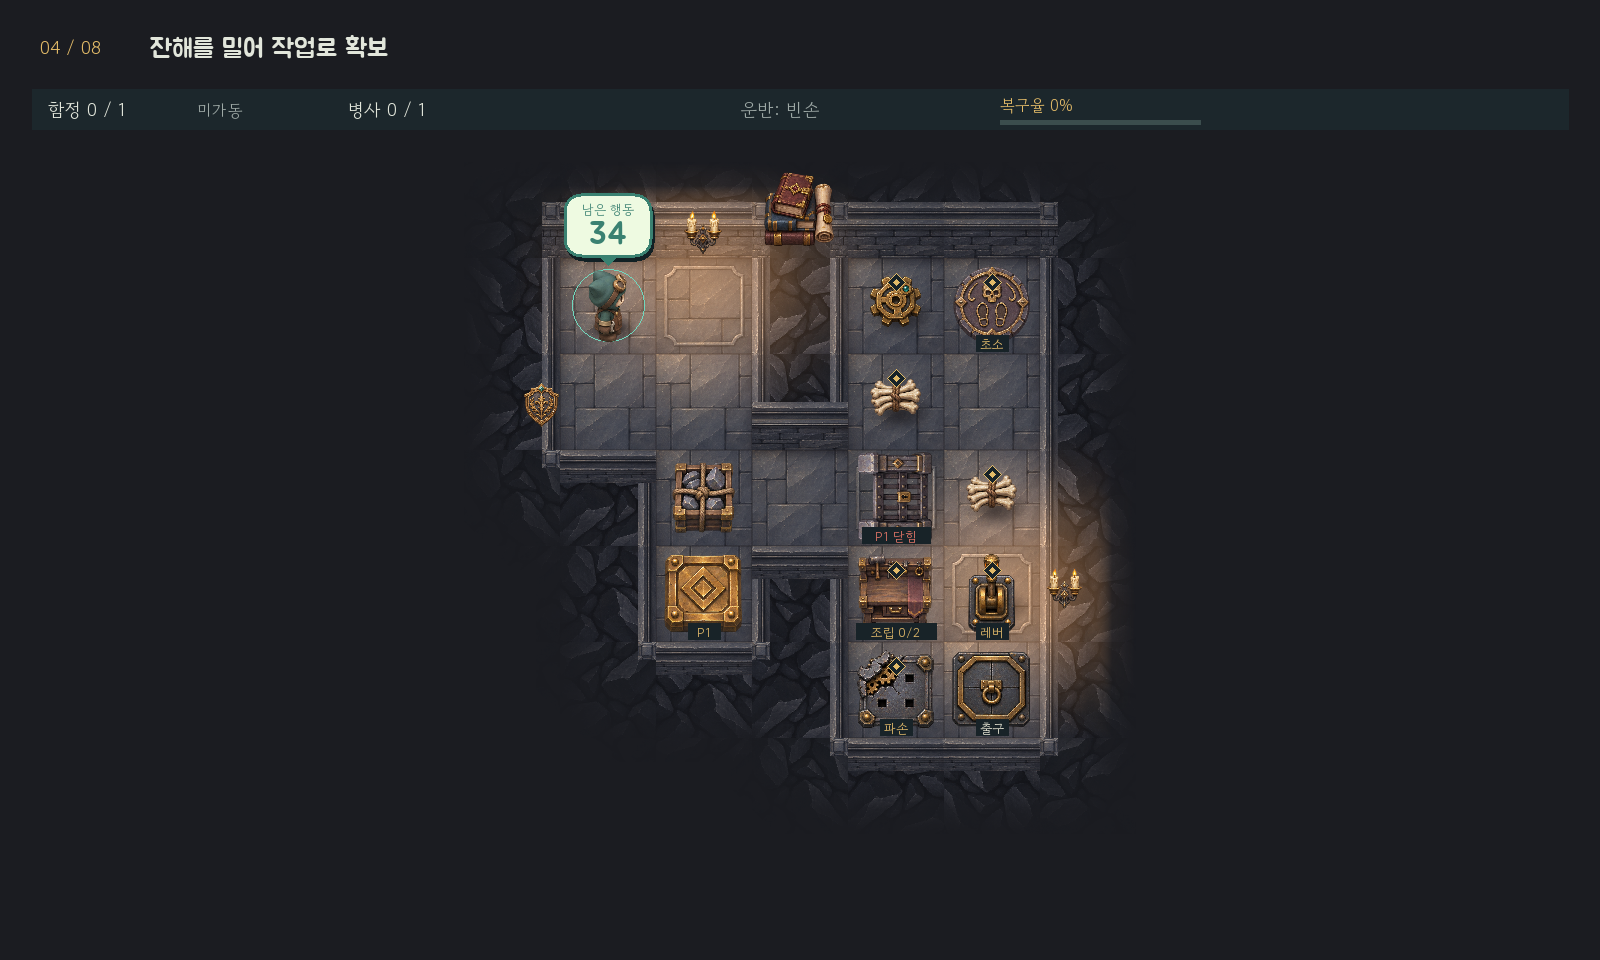 04 / 08
잔해를 밀어 작업로 확보
함정 0 / 1
미가동
병사 0 / 1
운반: 빈손
복구율 0%
남은 행동
34
초소
P1 닫힘
P1
조립 0/2
레버
파손
출구